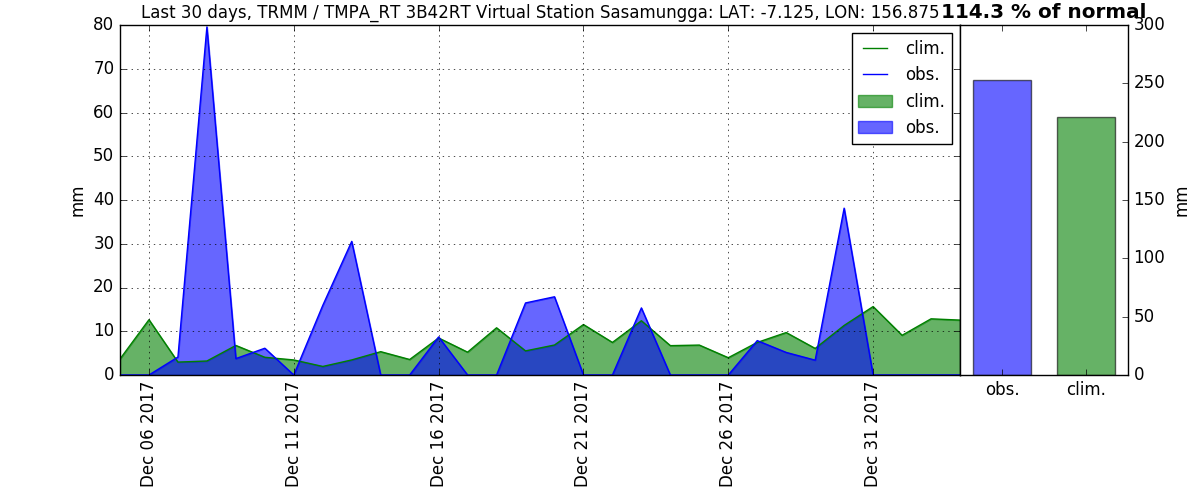 Last 30 days, TRMM / TMPA_RT 3B42RT Virtual Station Sasamungga: LAT: -7.125, LON: 156.875
114.3 % of normal
80
70
60
50
40
30
20
10
0
mm
clim.
obs.
clim.
obs.
Dec 06 2017
Dec 11 2017
Dec 16 2017
Dec 21 2017
Dec 26 2017
Dec 31 2017
300
250
200
150
100
50
0
mm
obs.
clim.